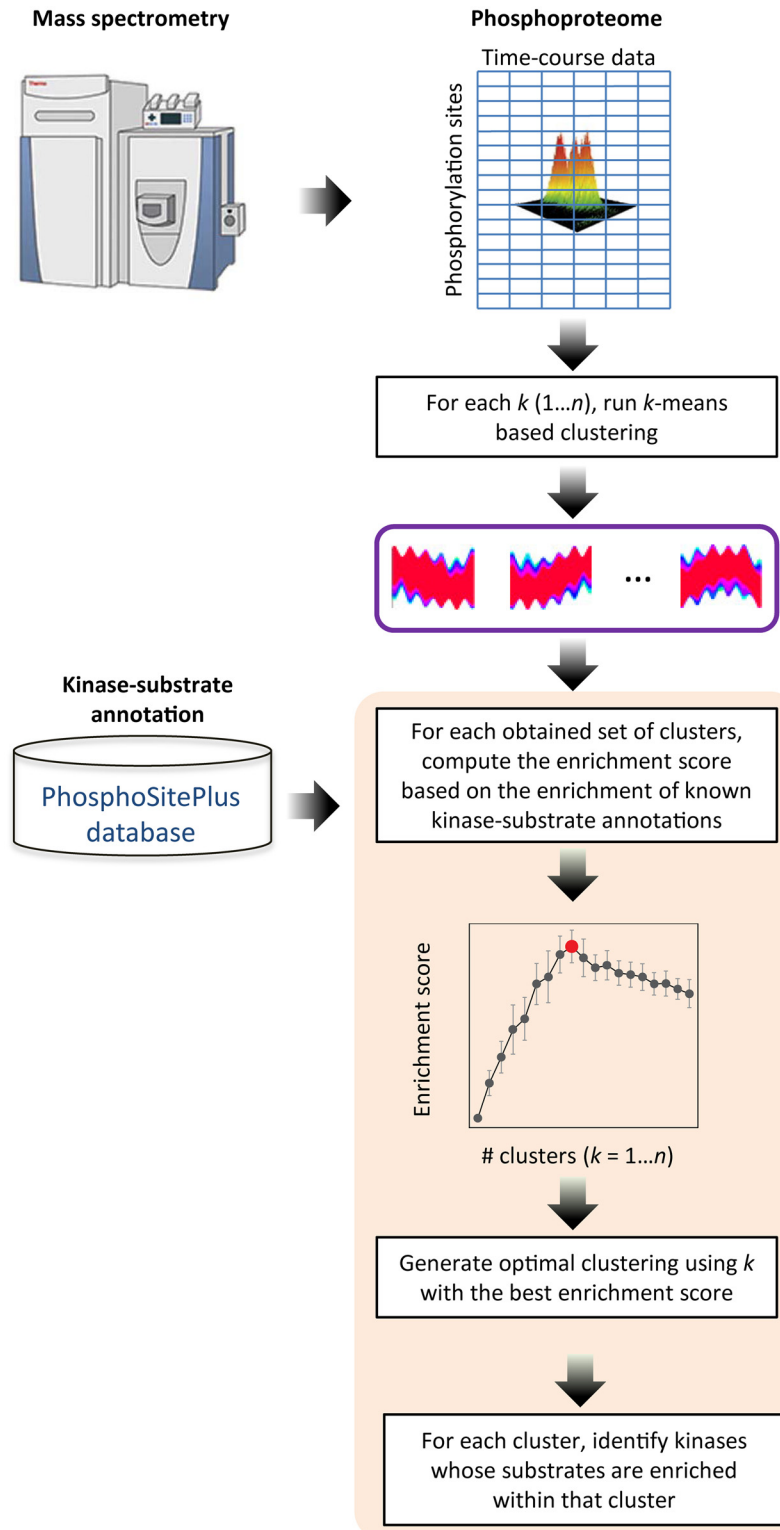 Mass spectrometry
Phosphoproteome
Time-course data
Phosphorylation sites
Thermo
For each k (1...n), run k-means
based clustering
...
Kinase-substrate
annotation
PhosphoSitePlus
database
For each obtained set of clusters,
compute the enrichment score
based on the enrichment of known
kinase-substrate annotations
Enrichment score
# clusters (k = 1...n)
Generate optimal clustering using k
with the best enrichment score
For each cluster, identify kinases
whose substrates are enriched
within that cluster